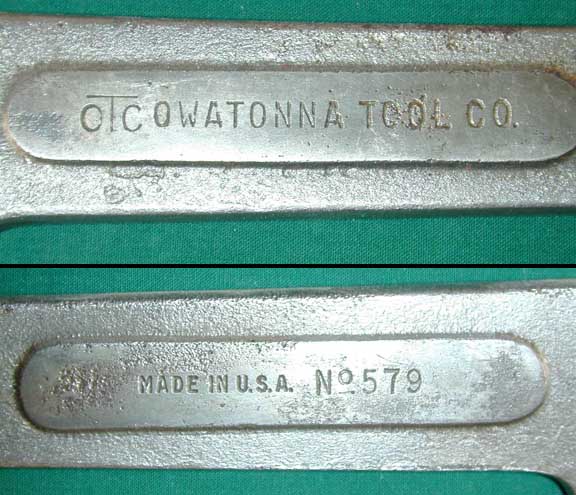 OTC OWATONNA TOOL CO.
MADE IN U.S.A. Nº 579